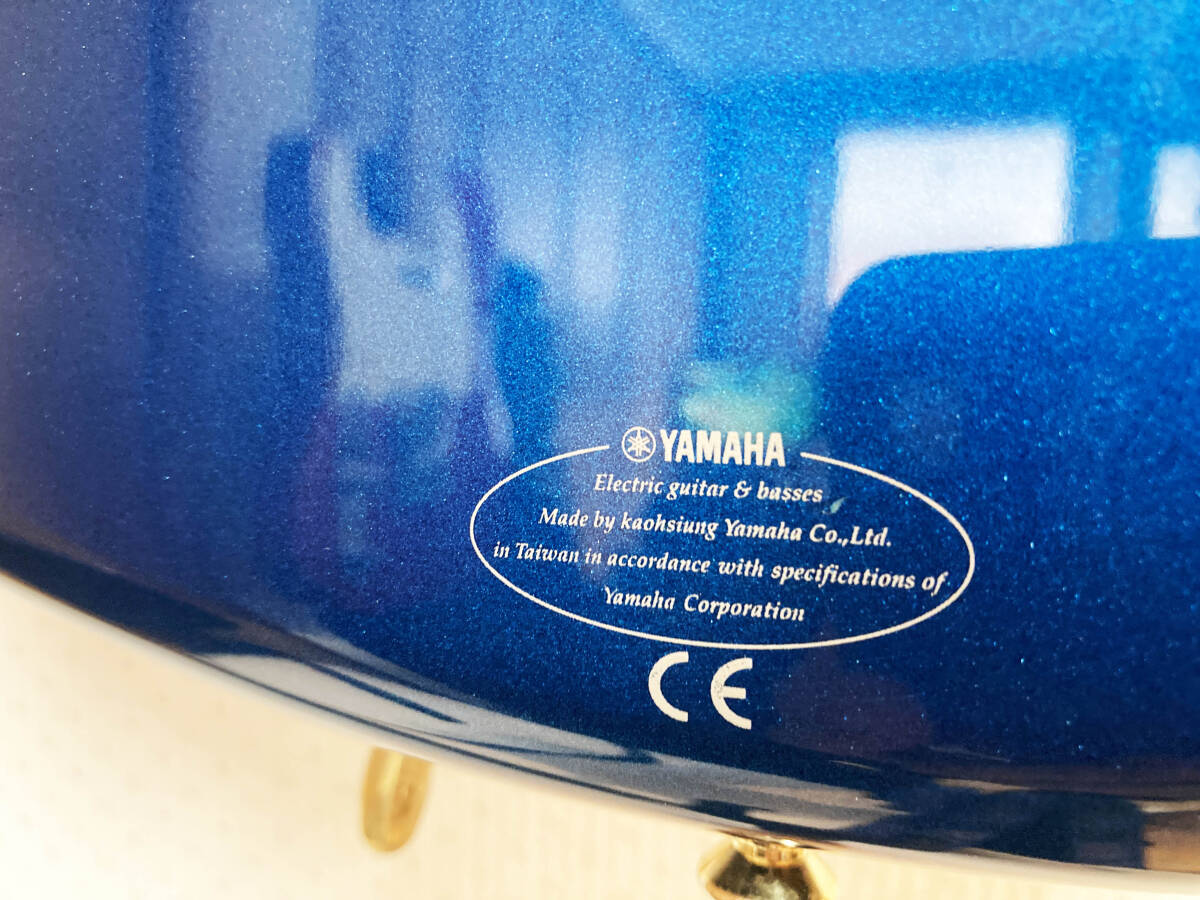 YAMAHA
Electric guitar & basses
Made by kaohsiung Yamaha Co.,Ltd.
in Taiwan in accordance with specifications of
Yamaha Corporation
CE